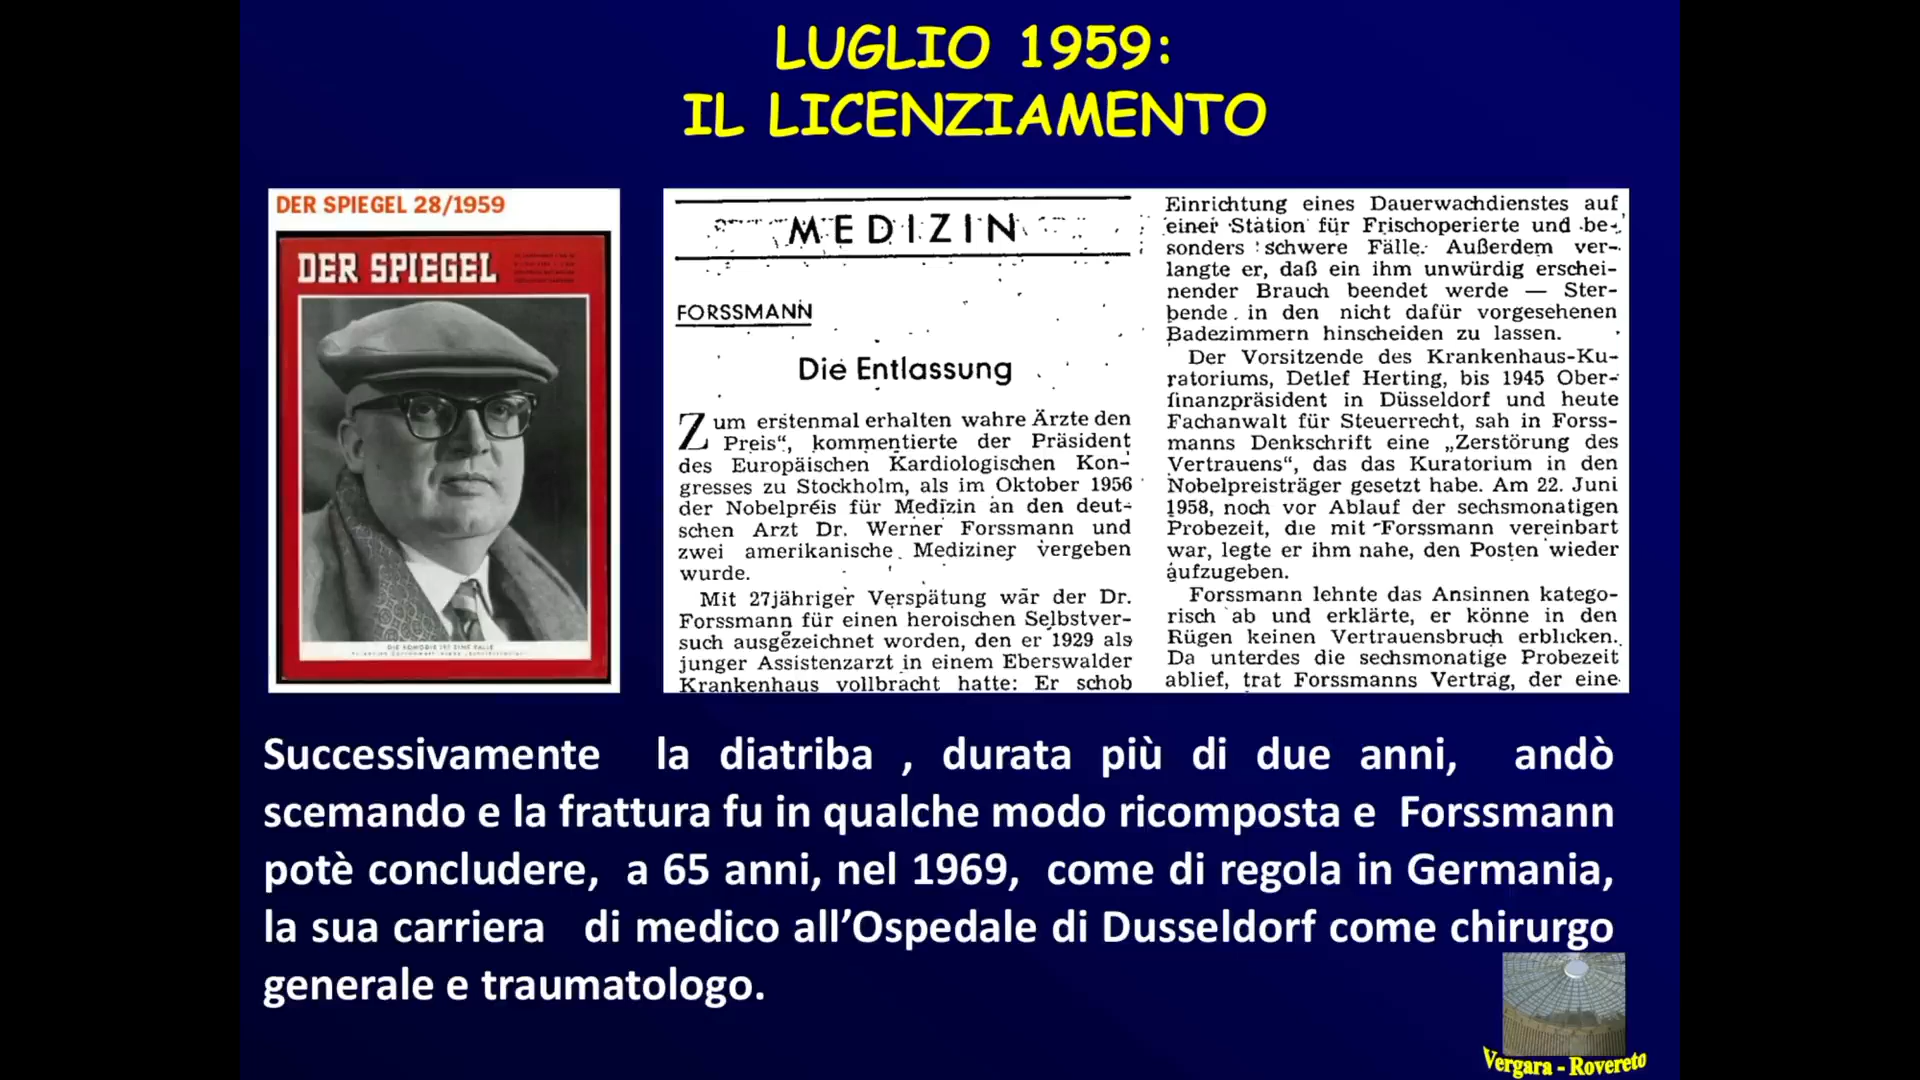 LUGLIO 1959:
IL LICENZIAMENTO
DER SPIEGEL 28/1959
DER SPIEGEL
DIE KOMÖDIE IST EINE FALLE
MEDIZIN
FORSSMANN
Die Entlassung
Zum erstenmal erhalten wahre Ärzte den
Preis“, kommentierte der Präsident
des Europäischen Kardiologischen Kon-
gresses zu Stockholm, als im Oktober 1956
der Nobelpreis für Medizin an den deut-
schen Arzt Dr. Werner Forssmann und
zwei amerikanische Mediziner vergeben
wurde.
Mit 27jähriger Verspätung war der Dr.
Forssmann für einen heroischen Selbstver-
such ausgezeichnet worden, den er 1929 als
junger Assistenzarzt in einem Eberswalder
Krankenhaus vollbracht hatte: Er schob
Einrichtung eines Dauerwachdienstes auf
einer Station für Frischoperierte und be-
sonders schwere Fälle. Außerdem ver-
langte er, daß ein ihm unwürdig erschei-
nender Brauch beendet werde — Ster-
bende in den nicht dafür vorgesehenen
Badezimmern hinscheiden zu lassen.
Der Vorsitzende des Krankenhaus-Ku-
ratoriums, Detlef Herting, bis 1945 Ober-
finanzpräsident in Düsseldorf und heute
Fachanwalt für Steuerrecht, sah in Forss-
manns Denkschrift eine „Zerstörung des
Vertrauens“, das das Kuratorium in den
Nobelpreisträger gesetzt habe. Am 22. Juni
1958, noch vor Ablauf der sechsmonatigen
Probezeit, die mit Forssmann vereinbart
war, legte er ihm nahe, den Posten wieder
aufzugeben.
Forssmann lehnte das Ansinnen katego-
risch ab und erklärte, er könne in den
Rügen keinen Vertrauensbruch erblicken.
Da unterdes die sechsmonatige Probezeit
ablief, trat Forssmanns Vertrag, der eine
Successivamente la diatriba , durata più di due anni, andò
scemando e la frattura fu in qualche modo ricomposta e Forssmann
potè concludere, a 65 anni, nel 1969, come di regola in Germania,
la sua carriera di medico all’Ospedale di Dusseldorf come chirurgo
generale e traumatologo.
Vergara - Rovereto